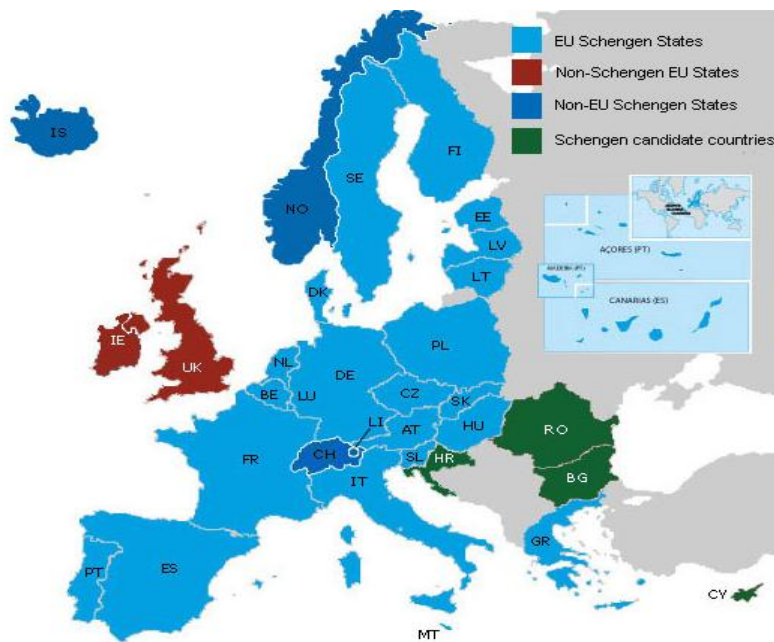 EU Schengen States
Non-Schengen EU States
Non-EU Schengen States
Schengen candidate countries
IS
FI
SE
NO
EE
LV
LT
AÇORES (PT)
MADEIRA (PT)
CANARIAS (ES)
DK
IE
UK
NL
DE
PL
BE
LU
CZ
SK
LI
AT
HU
RO
FR
CH
SL
HR
IT
BG
GR
PT
ES
CY
MT